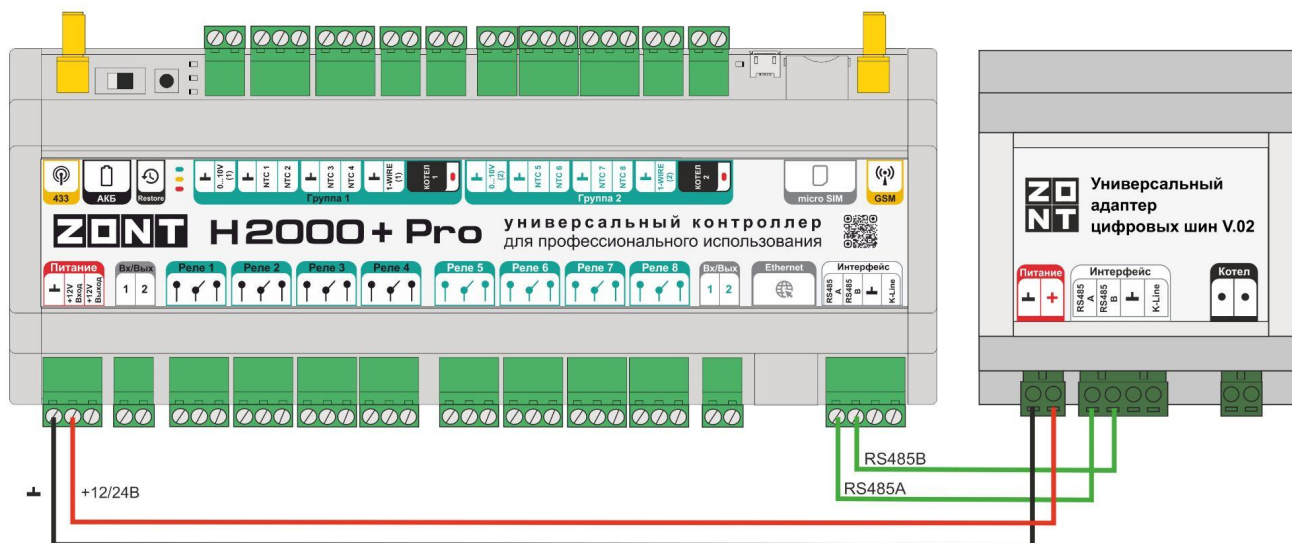 433
АКБ
Restore
0...10V (1)
NTC 1
NTC 2
NTC 3
NTC 4
1-WIRE (1)
КОТЕЛ 1
Группа 1
0...10V (2)
NTC 5
NTC 6
NTC 7
NTC 8
1-WIRE (2)
КОТЕЛ 2
Группа 2
micro SIM
GSM
ZONT H2000+ Pro
универсальный контроллер
для профессионального использования
Питание
+12V Вход
+12V Выход
Вх/Вых
1 2
Реле 1
Реле 2
Реле 3
Реле 4
Реле 5
Реле 6
Реле 7
Реле 8
Вх/Вых
1 2
Ethernet
Интерфейс
RS485 A
RS485 B
K-Line
ZONT
Универсальный
адаптер
цифровых шин V.02
Питание
+
Интерфейс
RS485 A
RS485 B
K-Line
Котел
RS485B
RS485A
+12/24В